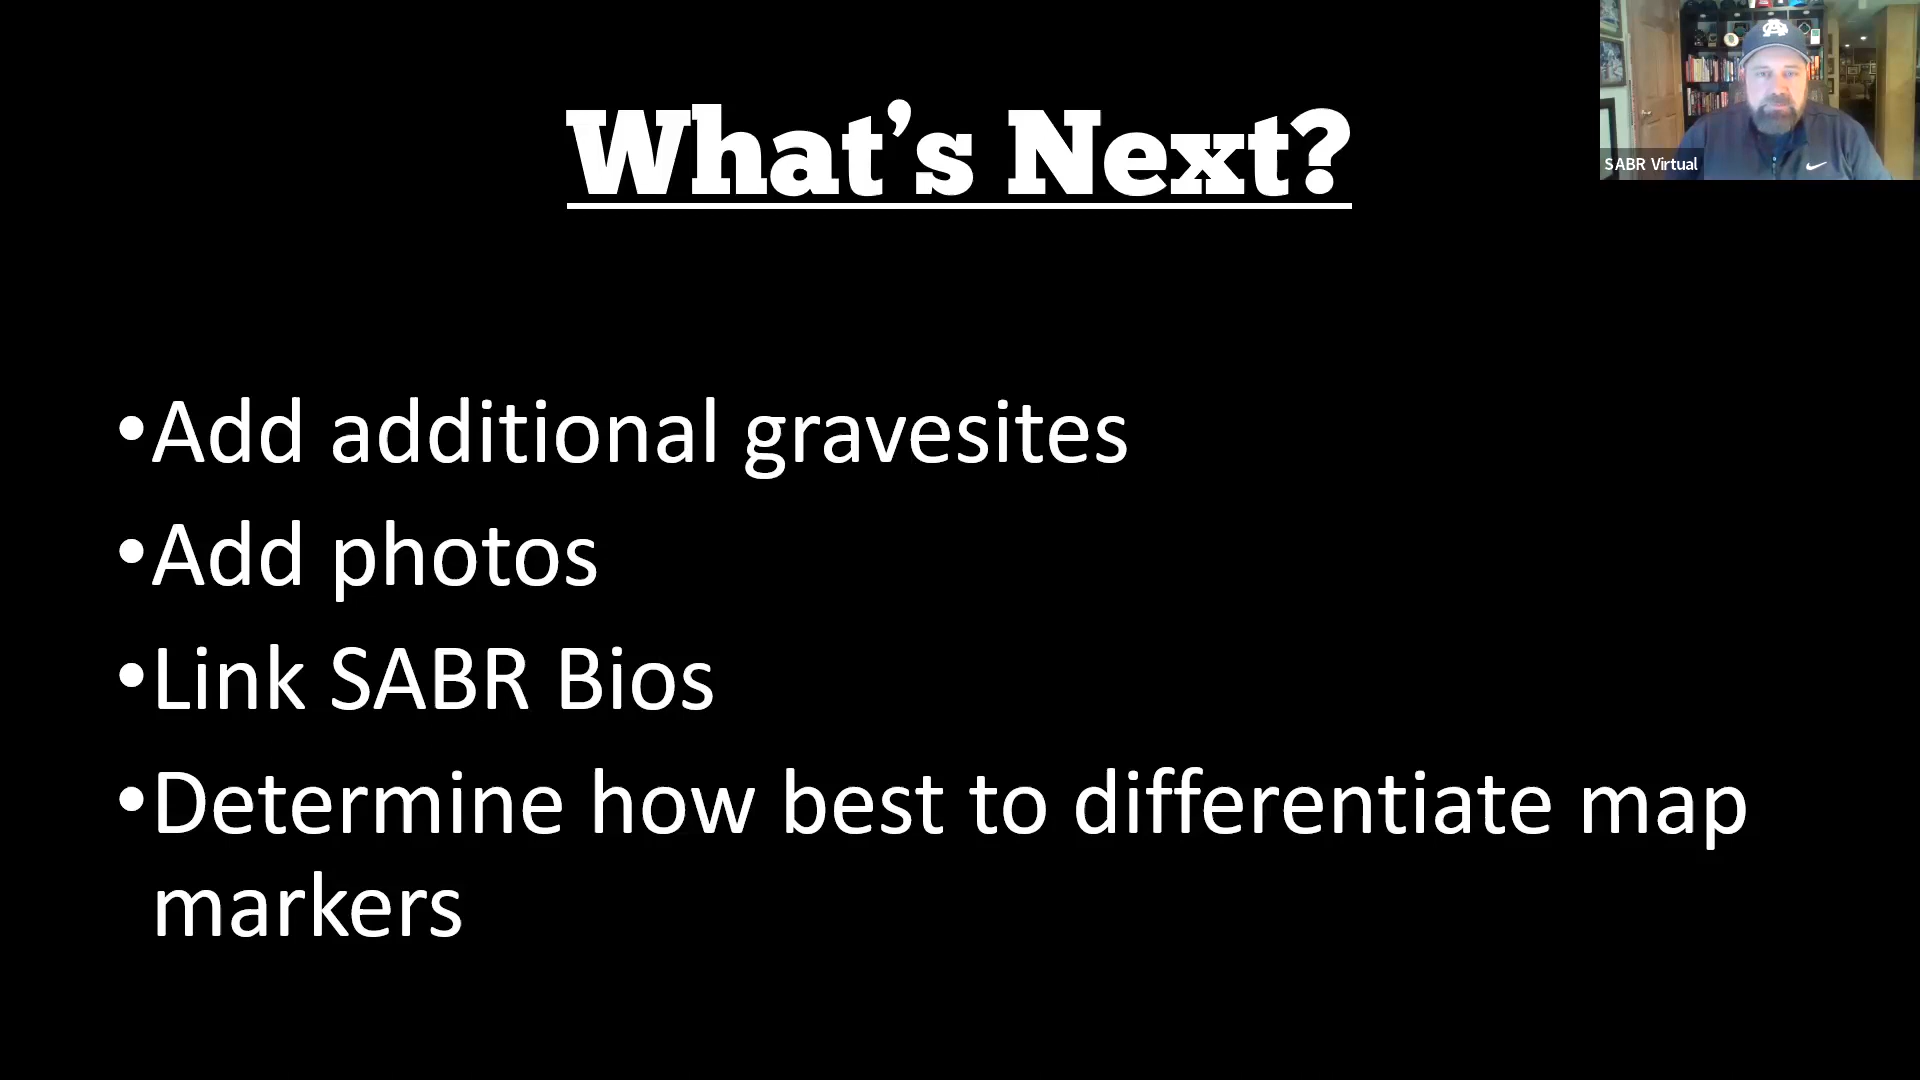 What's Next?
SABR Virtual
•Add additional gravesites
•Add photos
•Link SABR Bios
•Determine how best to differentiate map
markers